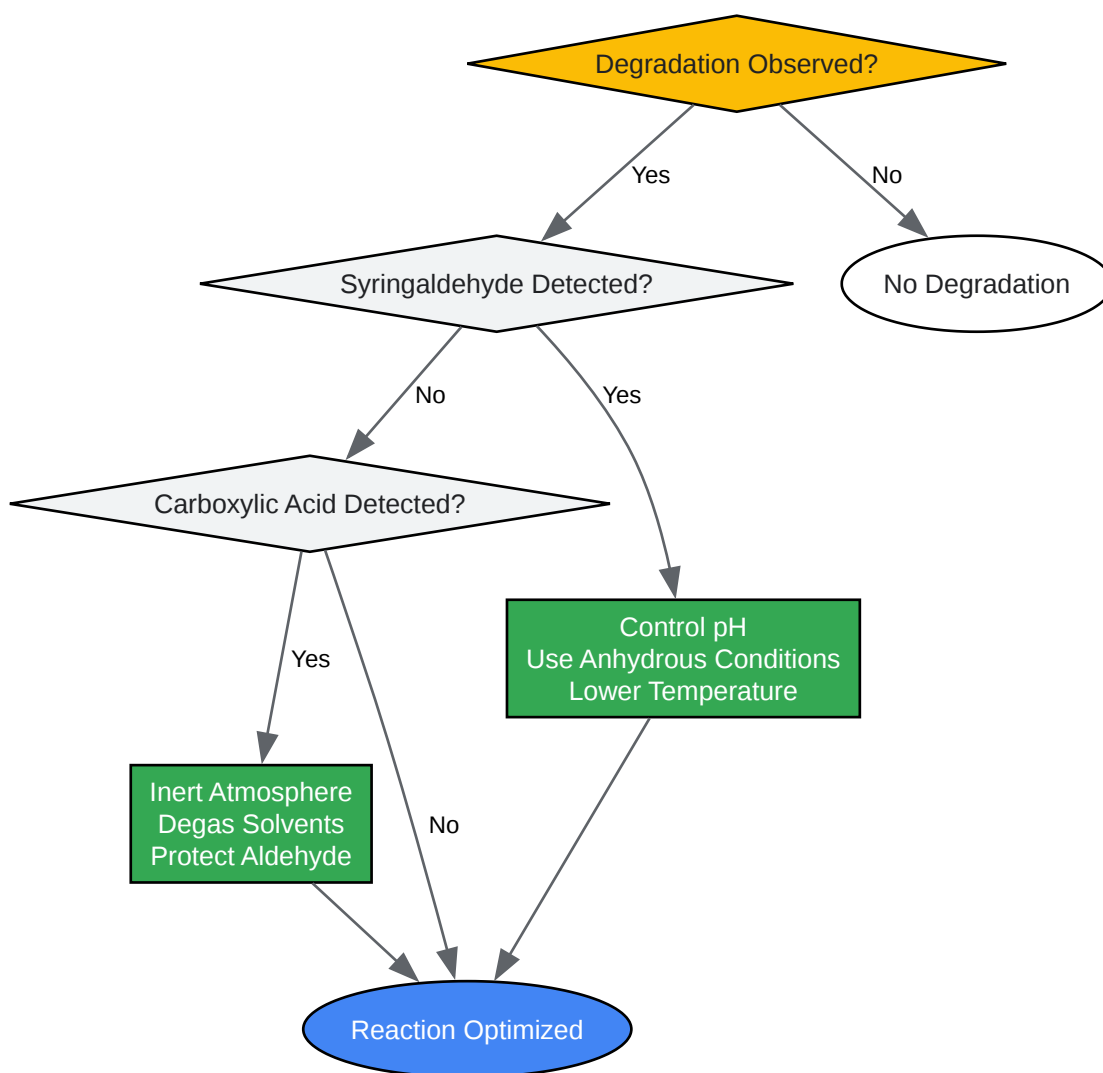 Degradation Observed?
Yes
No
Syringaldehyde Detected?
No Degradation
No
Yes
Carboxylic Acid Detected?
Control pH
Use Anhydrous Conditions
Lower Temperature
Yes
No
Inert Atmosphere
Degas Solvents
Protect Aldehyde
Reaction Optimized